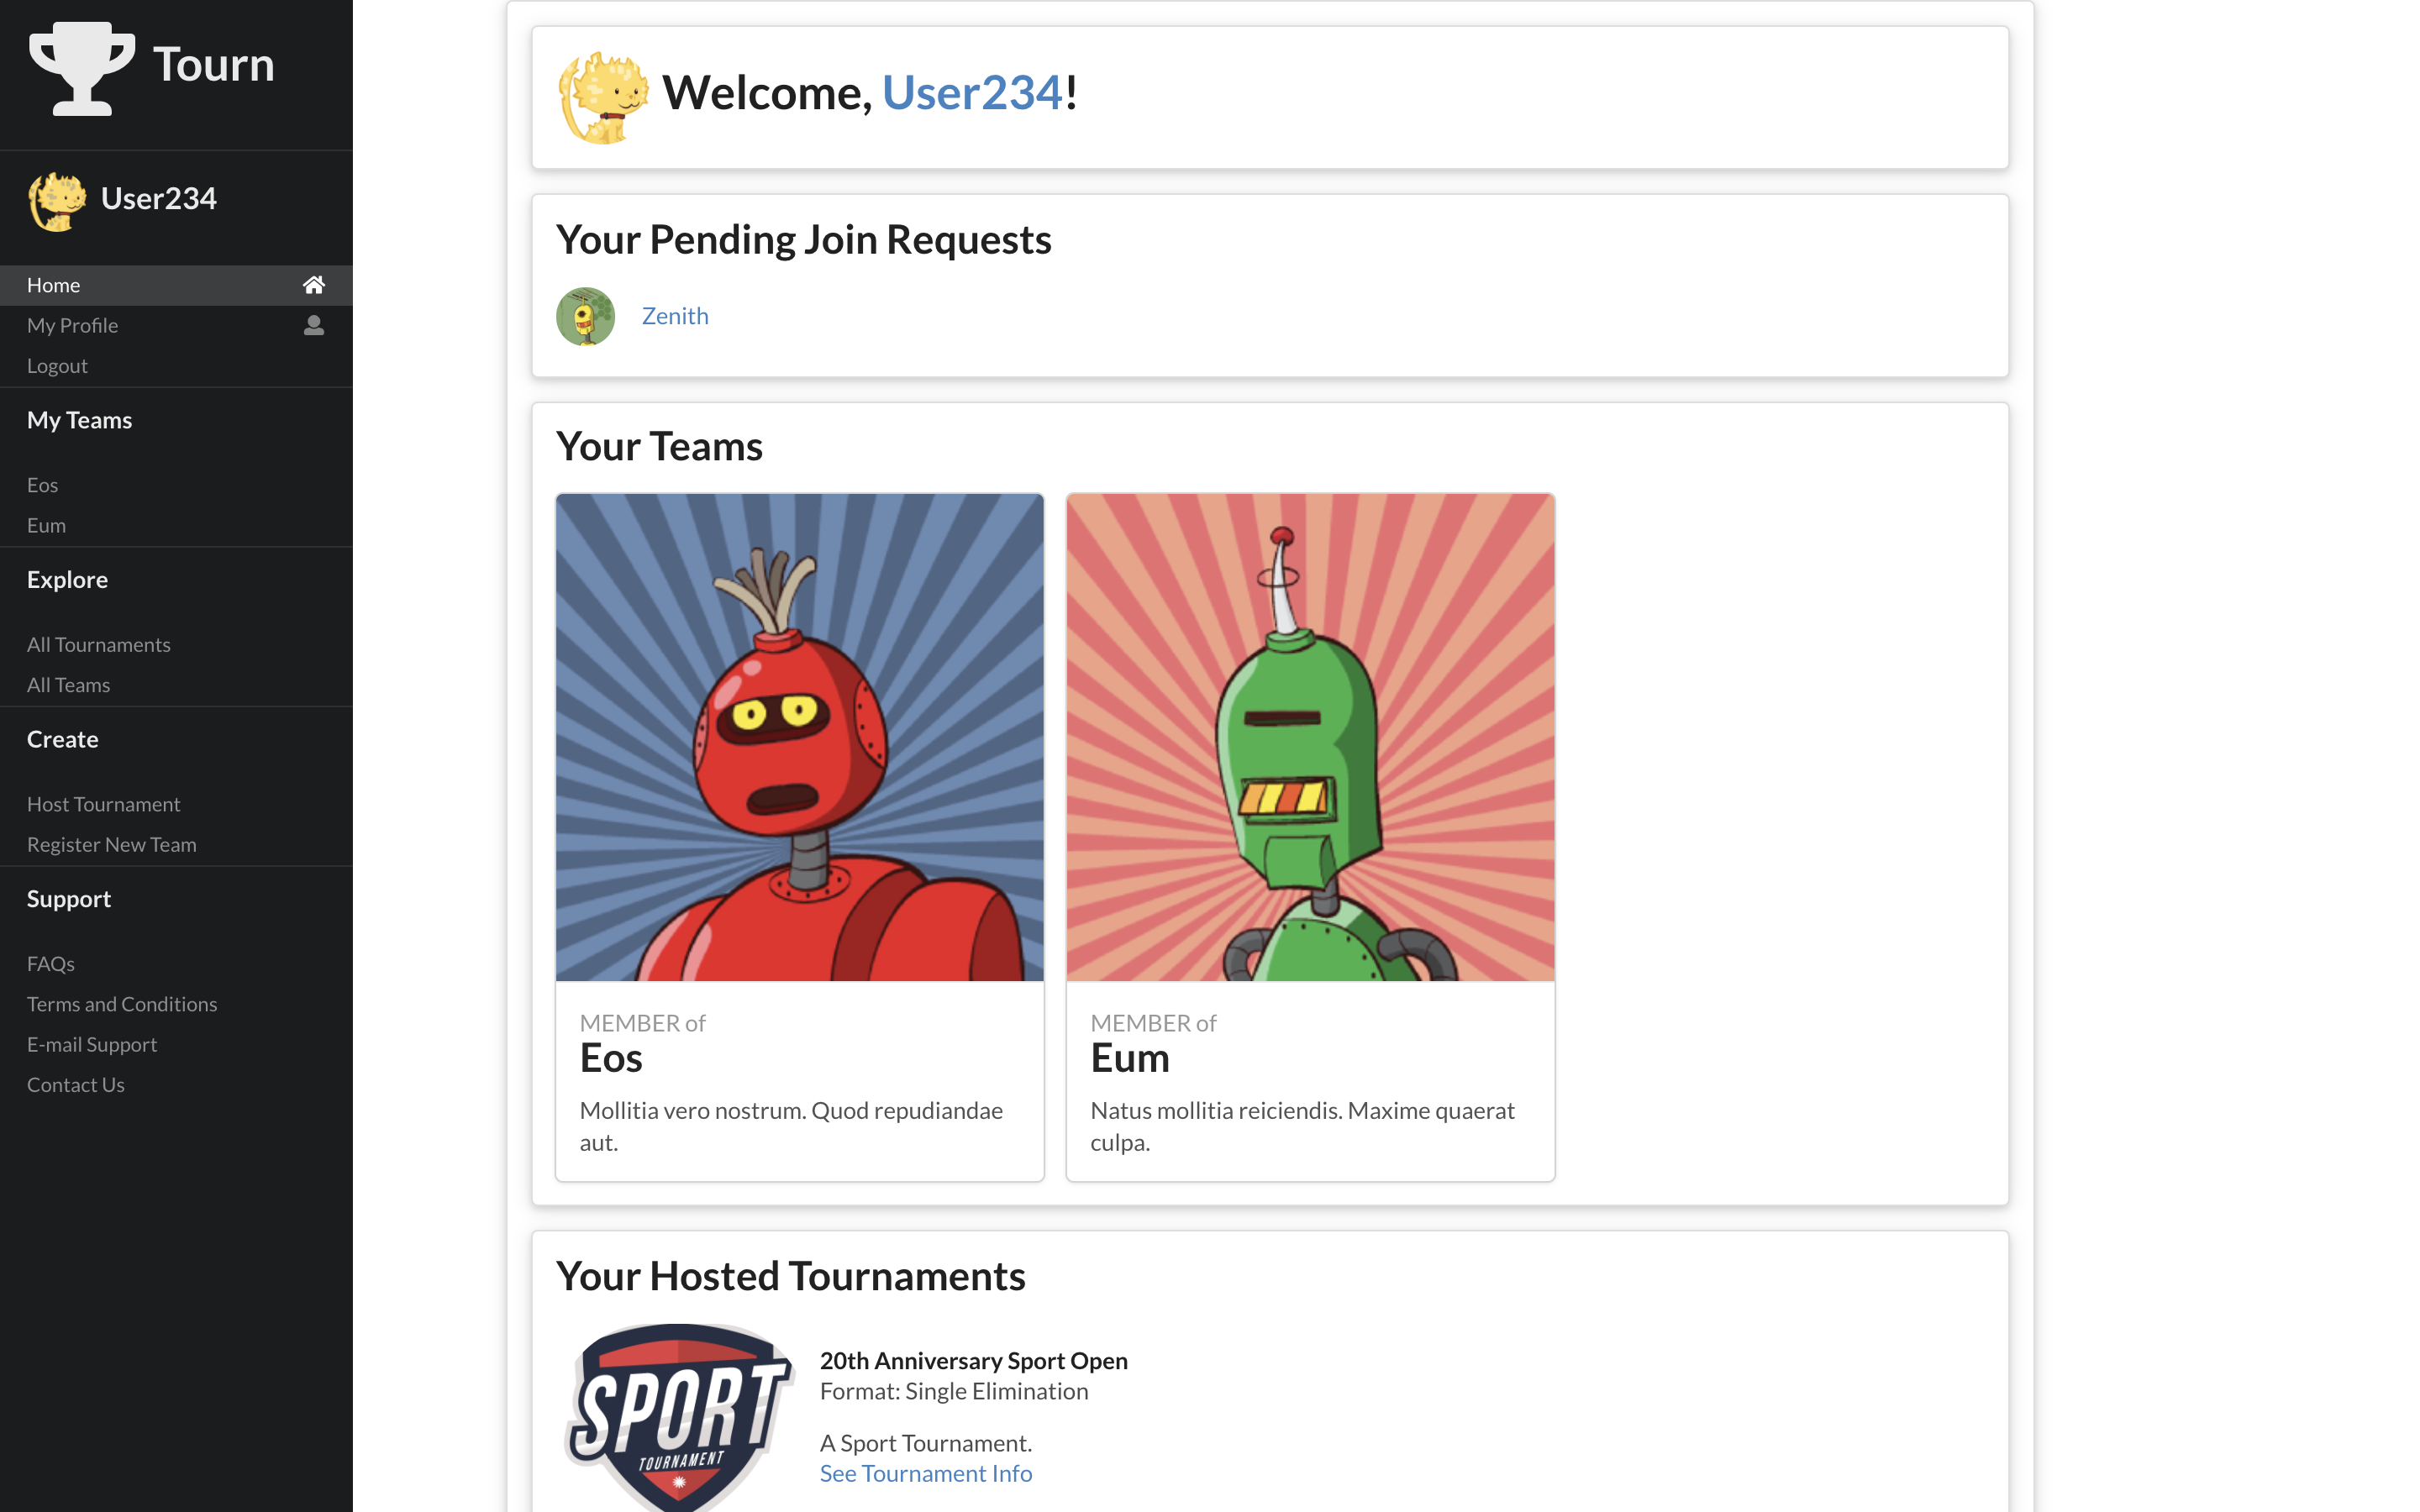 Tourn
User234
Home
My Profile
Logout
My Teams
Eos
Eum
Explore
All Tournaments
All Teams
Create
Host Tournament
Register New Team
Support
FAQs
Terms and Conditions
E-mail Support
Contact Us
Welcome, User234!
Your Pending Join Requests
Zenith
Your Teams
MEMBER of
Eos
Mollitia vero nostrum. Quod repudiandae
aut.
MEMBER of
Eum
Natus mollitia reiciendis. Maxime quaerat
culpa.
Your Hosted Tournaments
SPORT
TOURNAMENT
20th Anniversary Sport Open
Format: Single Elimination
A Sport Tournament.
See Tournament Info